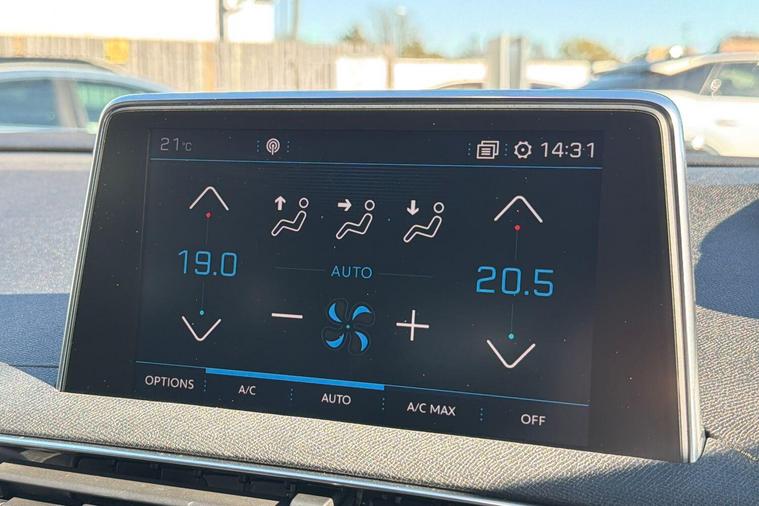 21°C 14:31
19.0 AUTO 20.5
OPTIONS A/C AUTO A/C MAX OFF